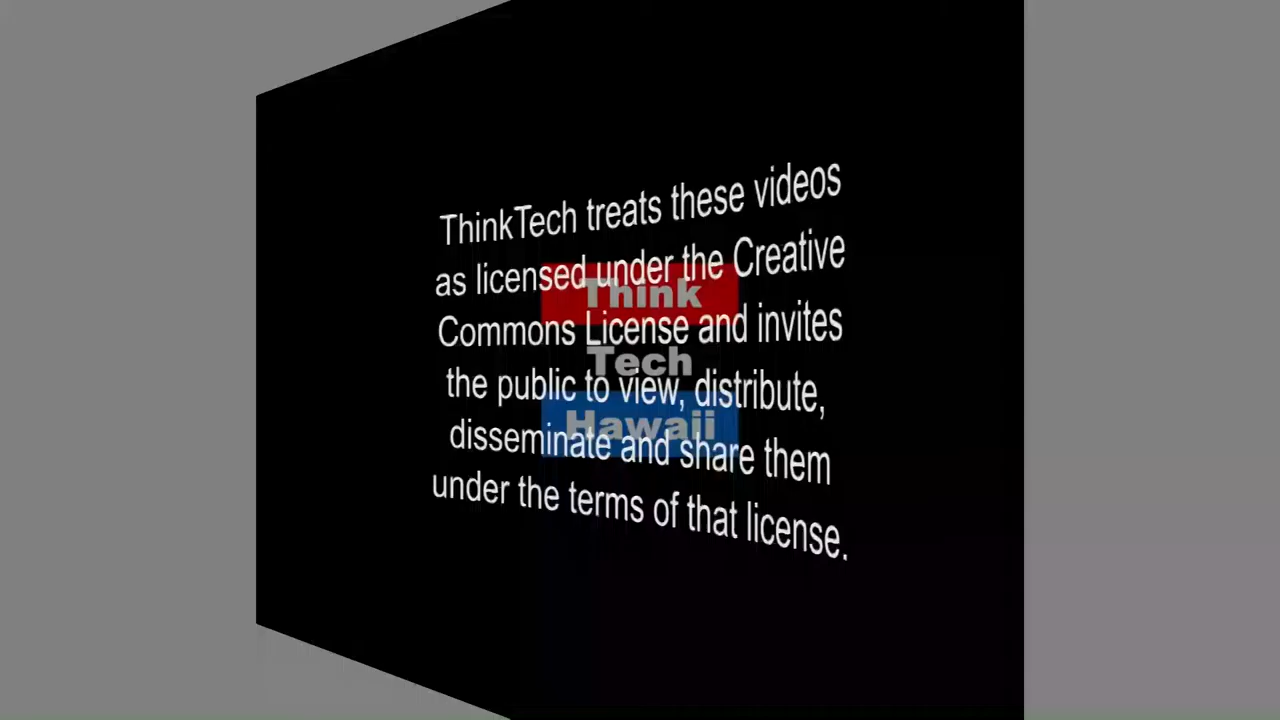 ThinkTech treats these videos
as licensed under the Creative
Think
Commons License and invites
Tech
the public to view, distribute,
Hawaii
disseminate and share them
under the terms of that license.